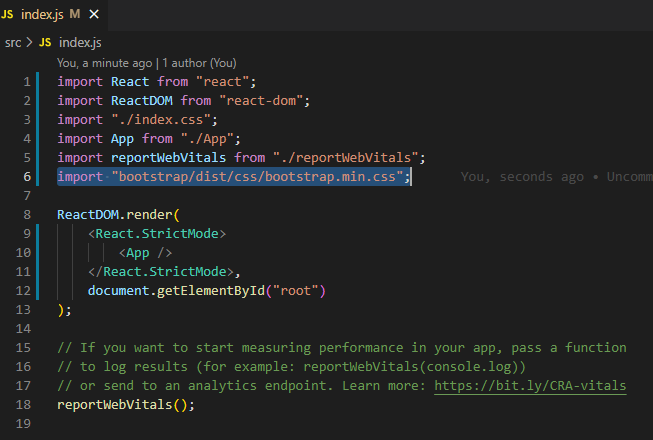 JS index.js M ×
src > JS index.js
You, a minute ago | 1 author (You)
1 import React from "react";
2 import ReactDOM from "react-dom";
3 import "./index.css";
4 import App from "./App";
5 import reportWebVitals from "./reportWebVitals";
6 import "bootstrap/dist/css/bootstrap.min.css"; You, seconds ago • Uncomm
7
8 ReactDOM.render(
9 <React.StrictMode>
10 <App />
11 </React.StrictMode>,
12 document.getElementById("root")
13 );
14
15 // If you want to start measuring performance in your app, pass a function
16 // to log results (for example: reportWebVitals(console.log))
17 // or send to an analytics endpoint. Learn more: https://bit.ly/CRA-vitals
18 reportWebVitals();
19